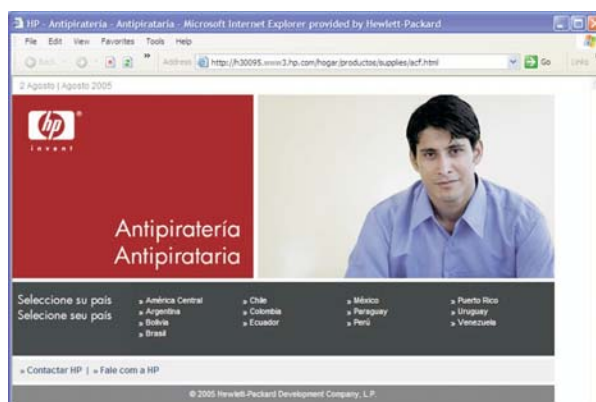 HP - Antipiratería - Antipirataria - Microsoft Internet Explorer provided by Hewlett-Packard
File Edit View Favorites Tools Help
Back Address http://h30095.www3.hp.com/hogar/productos/supplies/acf.html Go Links
2 Agosto | Agosto 2005
hp
invent
Antipiratería
Antipirataria
Seleccione su país
Selecione seu país
» América Central
» Argentina
» Bolivia
» Brasil
» Chile
» Colombia
» Ecuador
» México
» Paraguay
» Perú
» Puerto Rico
» Uruguay
» Venezuela
» Contactar HP | » Fale com a HP
© 2005 Hewlett-Packard Development Company, L.P.